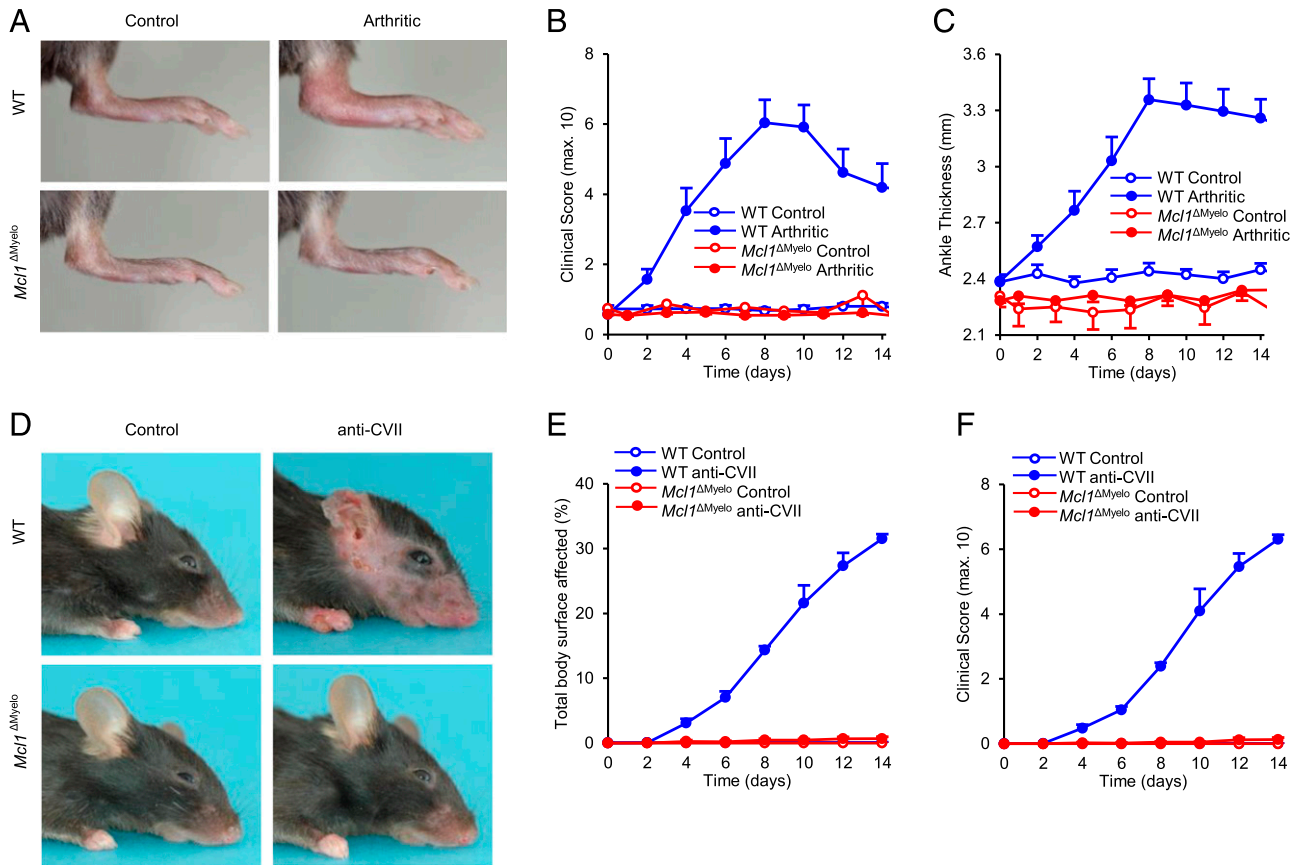 A
Control
Arthritic
WT
Mcl1 ΔMyelo
B
Clinical Score (max. 10)
8
6
4
2
0
WT Control
WT Arthritic
Mcl1ΔMyelo Control
Mcl1ΔMyelo Arthritic
0 2 4 6 8 10 12 14
Time (days)
C
Ankle Thickness (mm)
3.6
3.3
3.0
2.7
2.4
2.1
WT Control
WT Arthritic
Mcl1ΔMyelo Control
Mcl1ΔMyelo Arthritic
0 2 4 6 8 10 12 14
Time (days)
D
Control
anti-CVII
WT
Mcl1 ΔMyelo
E
WT Control
WT anti-CVII
Mcl1ΔMyelo Control
Mcl1ΔMyelo anti-CVII
Total body surface affected (%)
40
30
20
10
0
0 2 4 6 8 10 12 14
Time (days)
F
WT Control
WT anti-CVII
Mcl1ΔMyelo Control
Mcl1ΔMyelo anti-CVII
Clinical Score (max. 10)
8
6
4
2
0
0 2 4 6 8 10 12 14
Time (days)